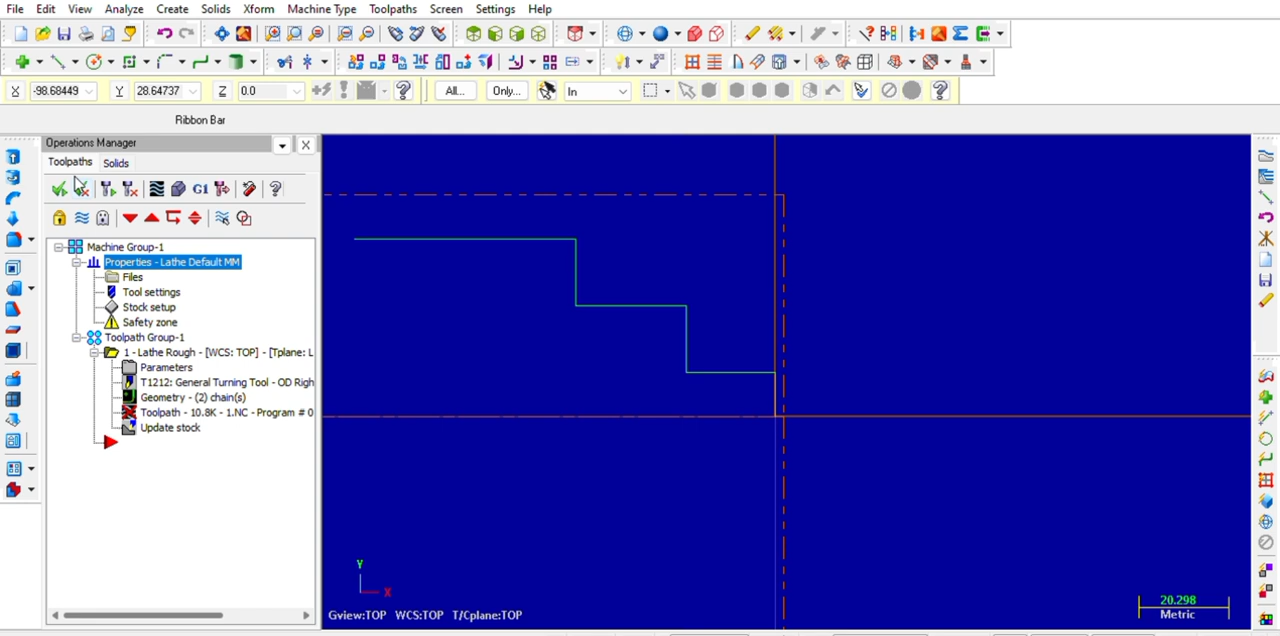 File Edit View Analyze Create Solids Xform Machine Type Toolpaths Screen Settings Help
X -98.68449 Y 28.64737 Z 0.0 All... Only... In
Ribbon Bar
Operations Manager
Toolpaths Solids
G1
Machine Group-1
Properties - Lathe Default MM
Files
Tool settings
Stock setup
Safety zone
Toolpath Group-1
1 - Lathe Rough - [WCS: TOP] - [Tplane: L
Parameters
T1212: General Turning Tool - OD Righ
Geometry - (2) chain(s)
Toolpath - 10.8K - 1.NC - Program # 0
Update stock
Y
X
Gview:TOP WCS:TOP T/Cplane:TOP
20.298
Metric